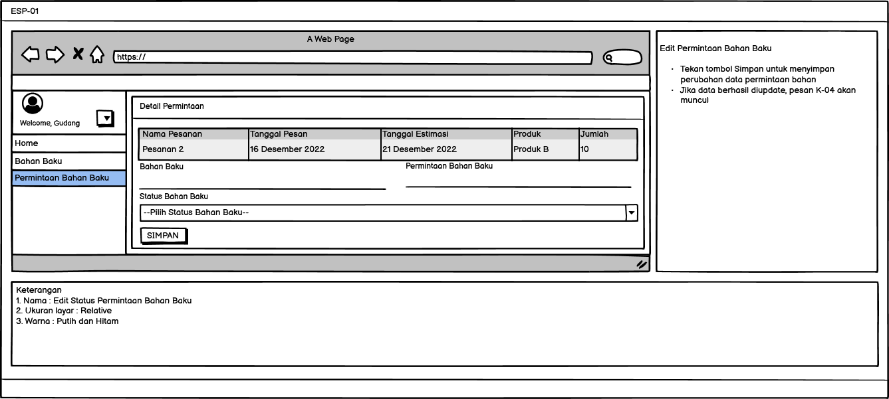 ESP-01
A Web Page
https://
Welcome, Gudang
Home
Bahan Baku
Permintaan Bahan Baku
Detail Permintaan
Nama Pesanan Tanggal Pesan Tanggal Estimasi Produk Jumlah
Pesanan 2 16 Desember 2022 21 Desember 2022 Produk B 10
Bahan Baku Permintaan Bahan Baku
Status Bahan Baku
--Pilih Status Bahan Baku--
SIMPAN
Edit Permintaan Bahan Baku
· Tekan tombol Simpan untuk menyimpan
perubahan data permintaan bahan
· Jika data berhasil diupdate, pesan K-04 akan
muncul
Keterangan
1. Nama : Edit Status Permintaan Bahan Baku
2. Ukuran layar : Relative
3. Warna : Putih dan Hitam